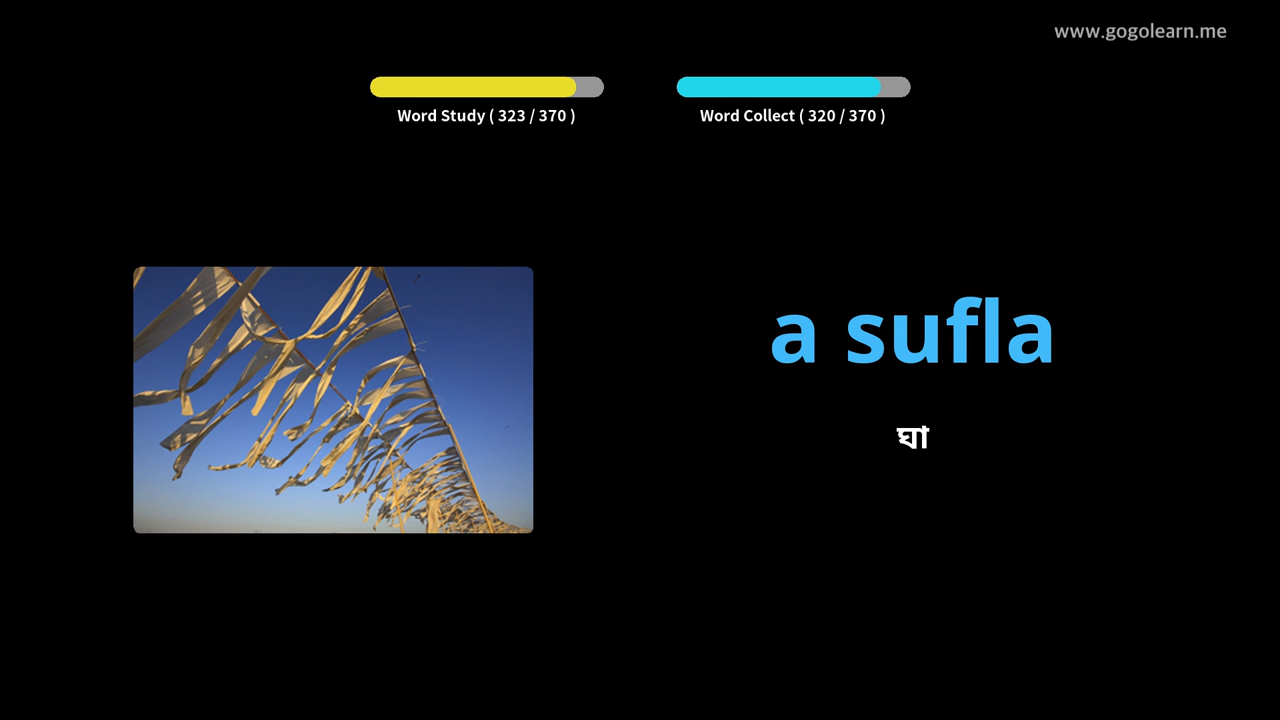 www.gogolearn.me
Word Study ( 323 / 370 )
Word Collect ( 320 / 370 )
a sufla
ঘা